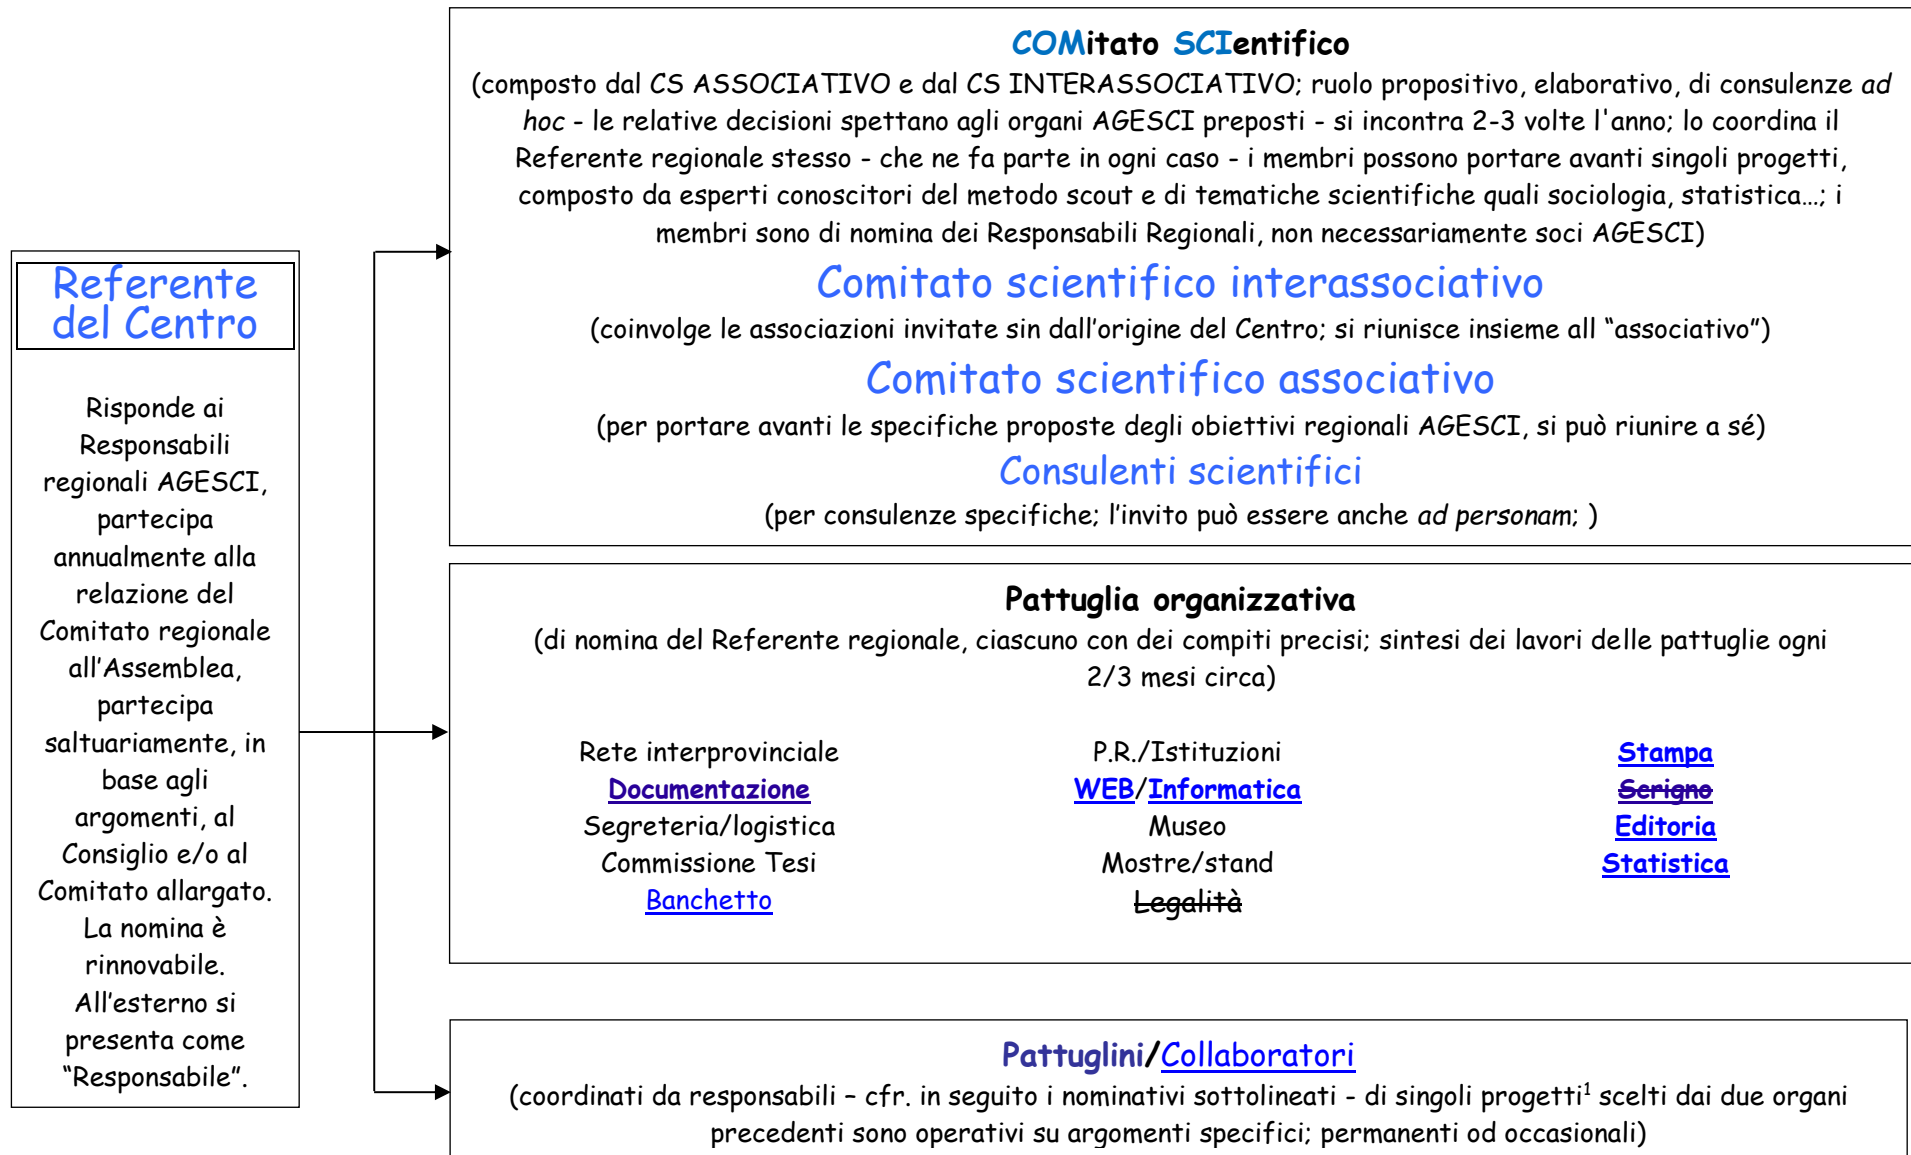 Referente
del Centro
Risponde ai
Responsabili
regionali AGESCI,
partecipa
annualmente alla
relazione del
Comitato regionale
all'Assemblea,
partecipa
saltuariamente, in
base agli
argomenti, al
Consiglio e/o al
Comitato allargato.
La nomina è
rinnovabile.
All'esterno si
presenta come
"Responsabile".
COMitato SCIentifico
(composto dal CS ASSOCIATIVO e dal CS INTERASSOCIATIVO; ruolo propositivo, elaborativo, di consulenze ad
hoc - le relative decisioni spettano agli organi AGESCI preposti - si incontra 2-3 volte l'anno; lo coordina il
Referente regionale stesso - che ne fa parte in ogni caso - i membri possono portare avanti singoli progetti,
composto da esperti conoscitori del metodo scout e di tematiche scientifiche quali sociologia, statistica...; i
membri sono di nomina dei Responsabili Regionali, non necessariamente soci AGESCI)
Comitato scientifico interassociativo
(coinvolge le associazioni invitate sin dall'origine del Centro; si riunisce insieme all "associativo")
Comitato scientifico associativo
(per portare avanti le specifiche proposte degli obiettivi regionali AGESCI, si può riunire a sé)
Consulenti scientifici
(per consulenze specifiche; l'invito può essere anche ad personam; )
Pattuglia organizzativa
(di nomina del Referente regionale, ciascuno con dei compiti precisi; sintesi dei lavori delle pattuglie ogni
2/3 mesi circa)
Rete interprovinciale
Documentazione
Segreteria/logistica
Commissione Tesi
Banchetto
P.R./Istituzioni
WEB/Informatica
Museo
Mostre/stand
Legalità
Stampa
Scrigno
Editoria
Statistica
Pattuglini/Collaboratori
(coordinati da responsabili – cfr. in seguito i nominativi sottolineati - di singoli progetti¹ scelti dai due organi
precedenti sono operativi su argomenti specifici; permanenti od occasionali)